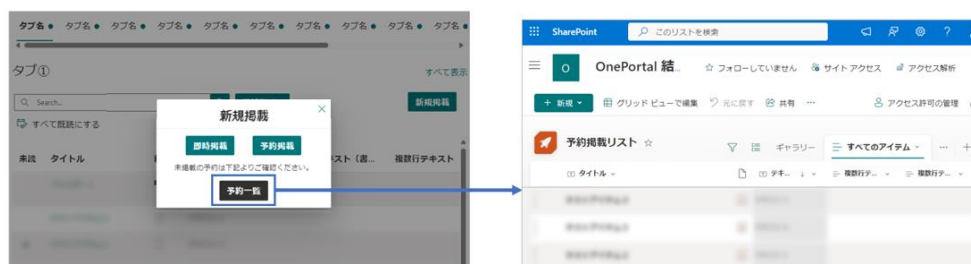 タブ名 タブ名 タブ名 タブ名 タブ名 タブ名 タブ名 タブ名 タブ名 タブ名
タブ①
すべて表示
Search...
新規掲載
すべて既読にする
未読 タイトル
スト（書... 複数行テキスト
新規掲載
即時掲載 予約掲載
未掲載の予約は下記よりご確認ください。
予約一覧
SharePoint このリストを検索
O OnePortal 結... フォローしていません サイト アクセス アクセス解析
+ 新規 グリッド ビューで編集 元に戻す 共有 ... アクセス許可の管理
予約掲載リスト ギャラリー すべてのアイテム ... +
タイトル テキ... 複数行テ... 複数行テ...